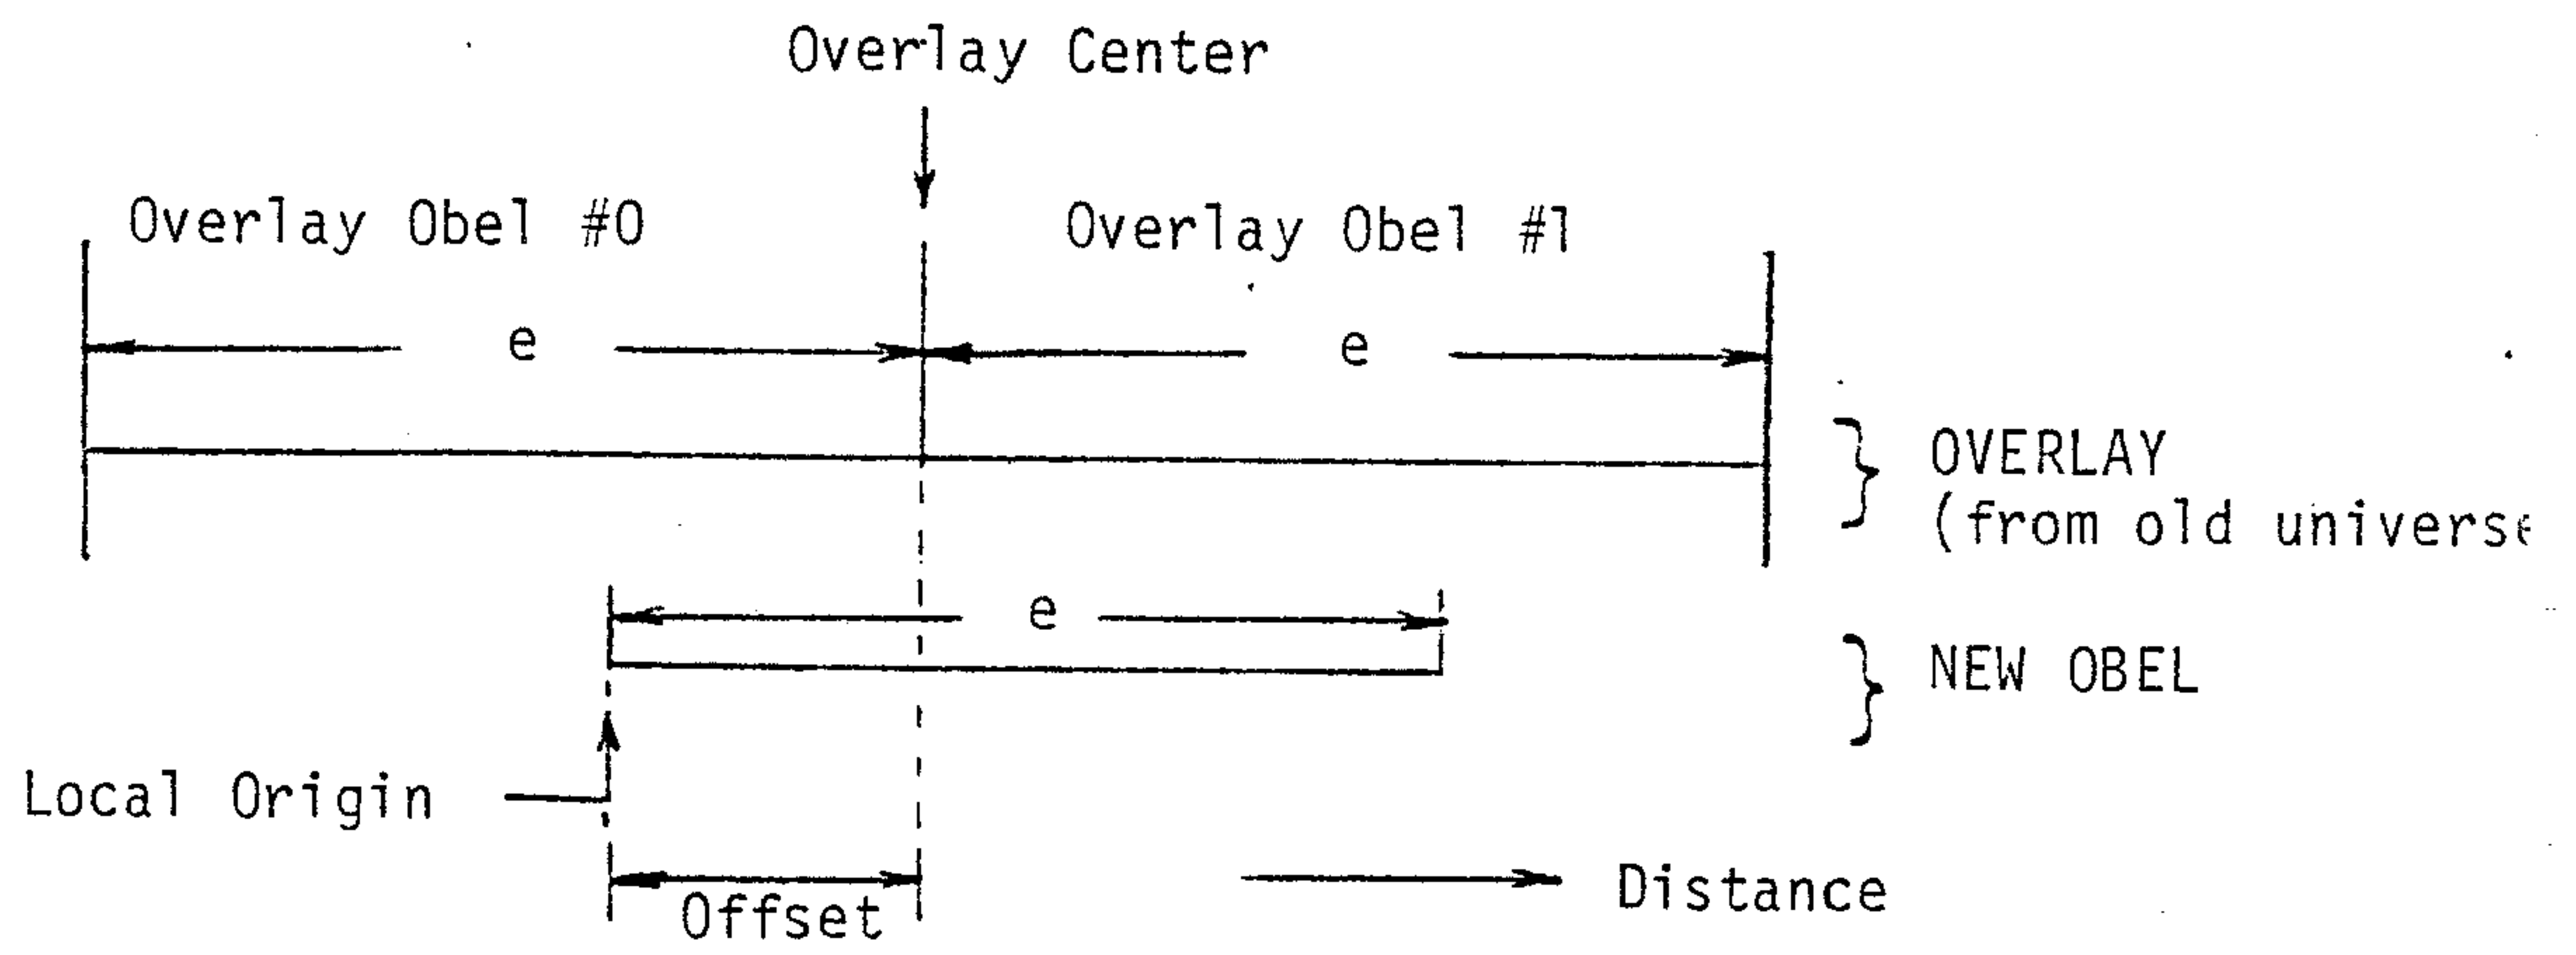 Overlay Center
Overlay Obel #0
Overlay Obel #1
e
e
OVERLAY
(from old universe
e
NEW OBEL
Local Origin
Offset
Distance